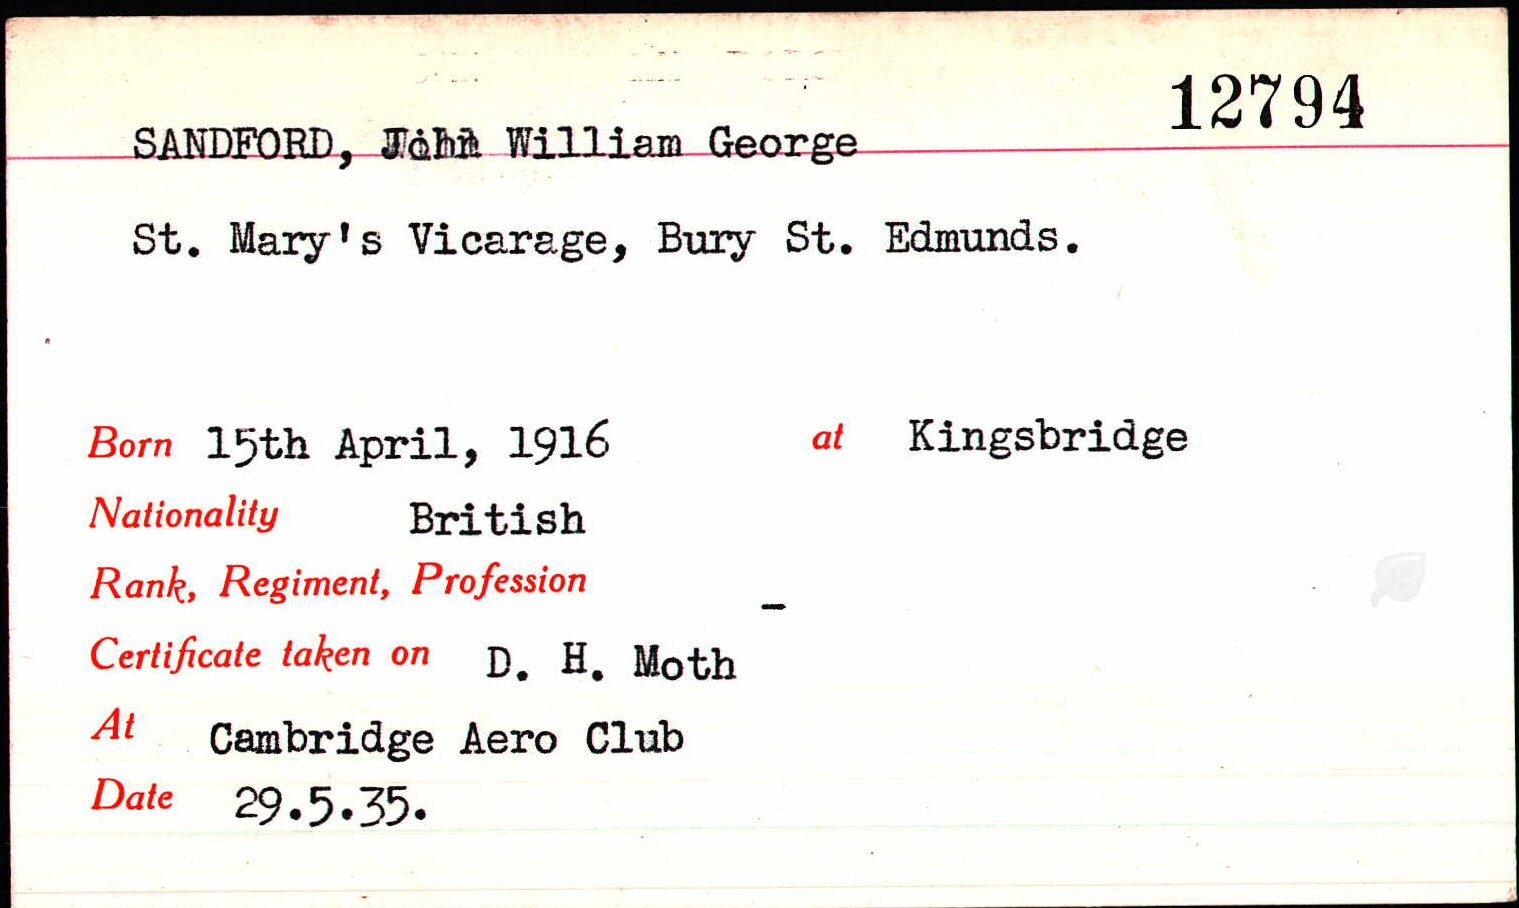 12794
SANDFORD, John William George
St. Mary's Vicarage, Bury St. Edmunds.
Born 15th April, 1916 at Kingsbridge
Nationality British
Rank, Regiment, Profession -
Certificate taken on D. H. Moth
At Cambridge Aero Club
Date 29.5.35.